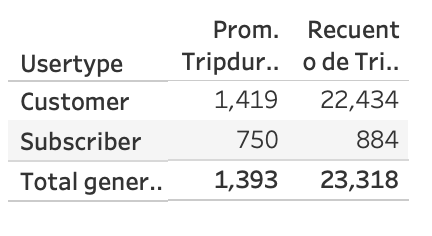 Prom. Recuent
Usertype Tripdur.. o de Tri..
Customer 1,419 22,434
Subscriber 750 884
Total gener.. 1,393 23,318